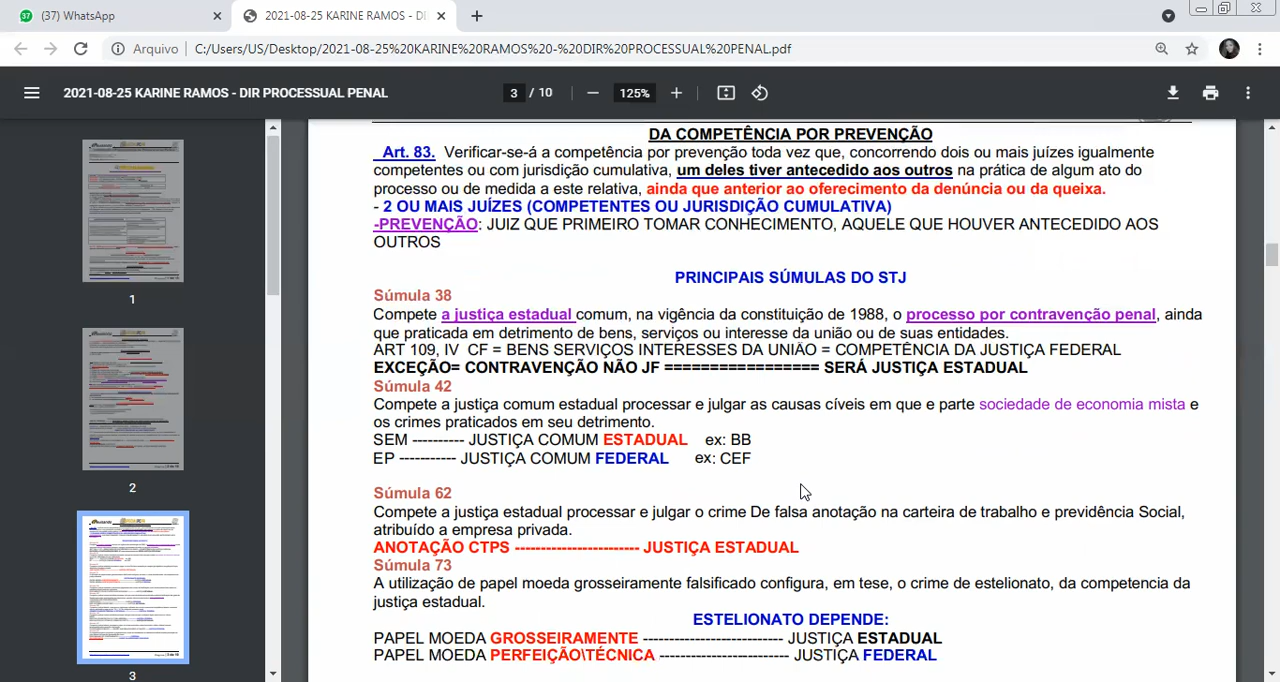 (37) WhatsApp
2021-08-25 KARINE RAMOS - DI
Arquivo C:/Users/US/Desktop/2021-08-25%20KARINE%20RAMOS%20-%20DIR%20PROCESSUAL%20PENAL.pdf
2021-08-25 KARINE RAMOS - DIR PROCESSUAL PENAL
3 / 10
125%
1
2
3
DA COMPETÊNCIA POR PREVENÇÃO
Art. 83. Verificar-se-á a competência por prevenção toda vez que, concorrendo dois ou mais juízes igualmente
competentes ou com jurisdição cumulativa, um deles tiver antecedido aos outros na prática de algum ato do
processo ou de medida a este relativa, ainda que anterior ao oferecimento da denúncia ou da queixa.
- 2 OU MAIS JUÍZES (COMPETENTES OU JURISDIÇÃO CUMULATIVA)
-PREVENÇÃO: JUIZ QUE PRIMEIRO TOMAR CONHECIMENTO, AQUELE QUE HOUVER ANTECEDIDO AOS
OUTROS
PRINCIPAIS SÚMULAS DO STJ
Súmula 38
Compete a justiça estadual comum, na vigência da constituição de 1988, o processo por contravenção penal, ainda
que praticada em detrimento de bens, serviços ou interesse da união ou de suas entidades.
ART 109, IV CF = BENS SERVIÇOS INTERESSES DA UNIÃO = COMPETÊNCIA DA JUSTIÇA FEDERAL
EXCEÇÃO= CONTRAVENÇÃO NÃO JF ================= SERÁ JUSTIÇA ESTADUAL
Súmula 42
Compete a justiça comum estadual processar e julgar as causas cíveis em que e parte sociedade de economia mista e
os crimes praticados em seu detrimento.
SEM ---------- JUSTIÇA COMUM ESTADUAL ex: BB
EP ----------- JUSTIÇA COMUM FEDERAL ex: CEF
Súmula 62
Compete a justiça estadual processar e julgar o crime De falsa anotação na carteira de trabalho e previdência Social,
atribuído a empresa privada.
ANOTAÇÃO CTPS ------------------------ JUSTIÇA ESTADUAL
Súmula 73
A utilização de papel moeda grosseiramente falsificado configura em tese, o crime de estelionato, da competencia da
justiça estadual.
ESTELIONATO DEPENDE:
PAPEL MOEDA GROSSEIRAMENTE --------------------------- JUSTIÇA ESTADUAL
PAPEL MOEDA PERFEIÇÃO\TÉCNICA ------------------------- JUSTIÇA FEDERAL